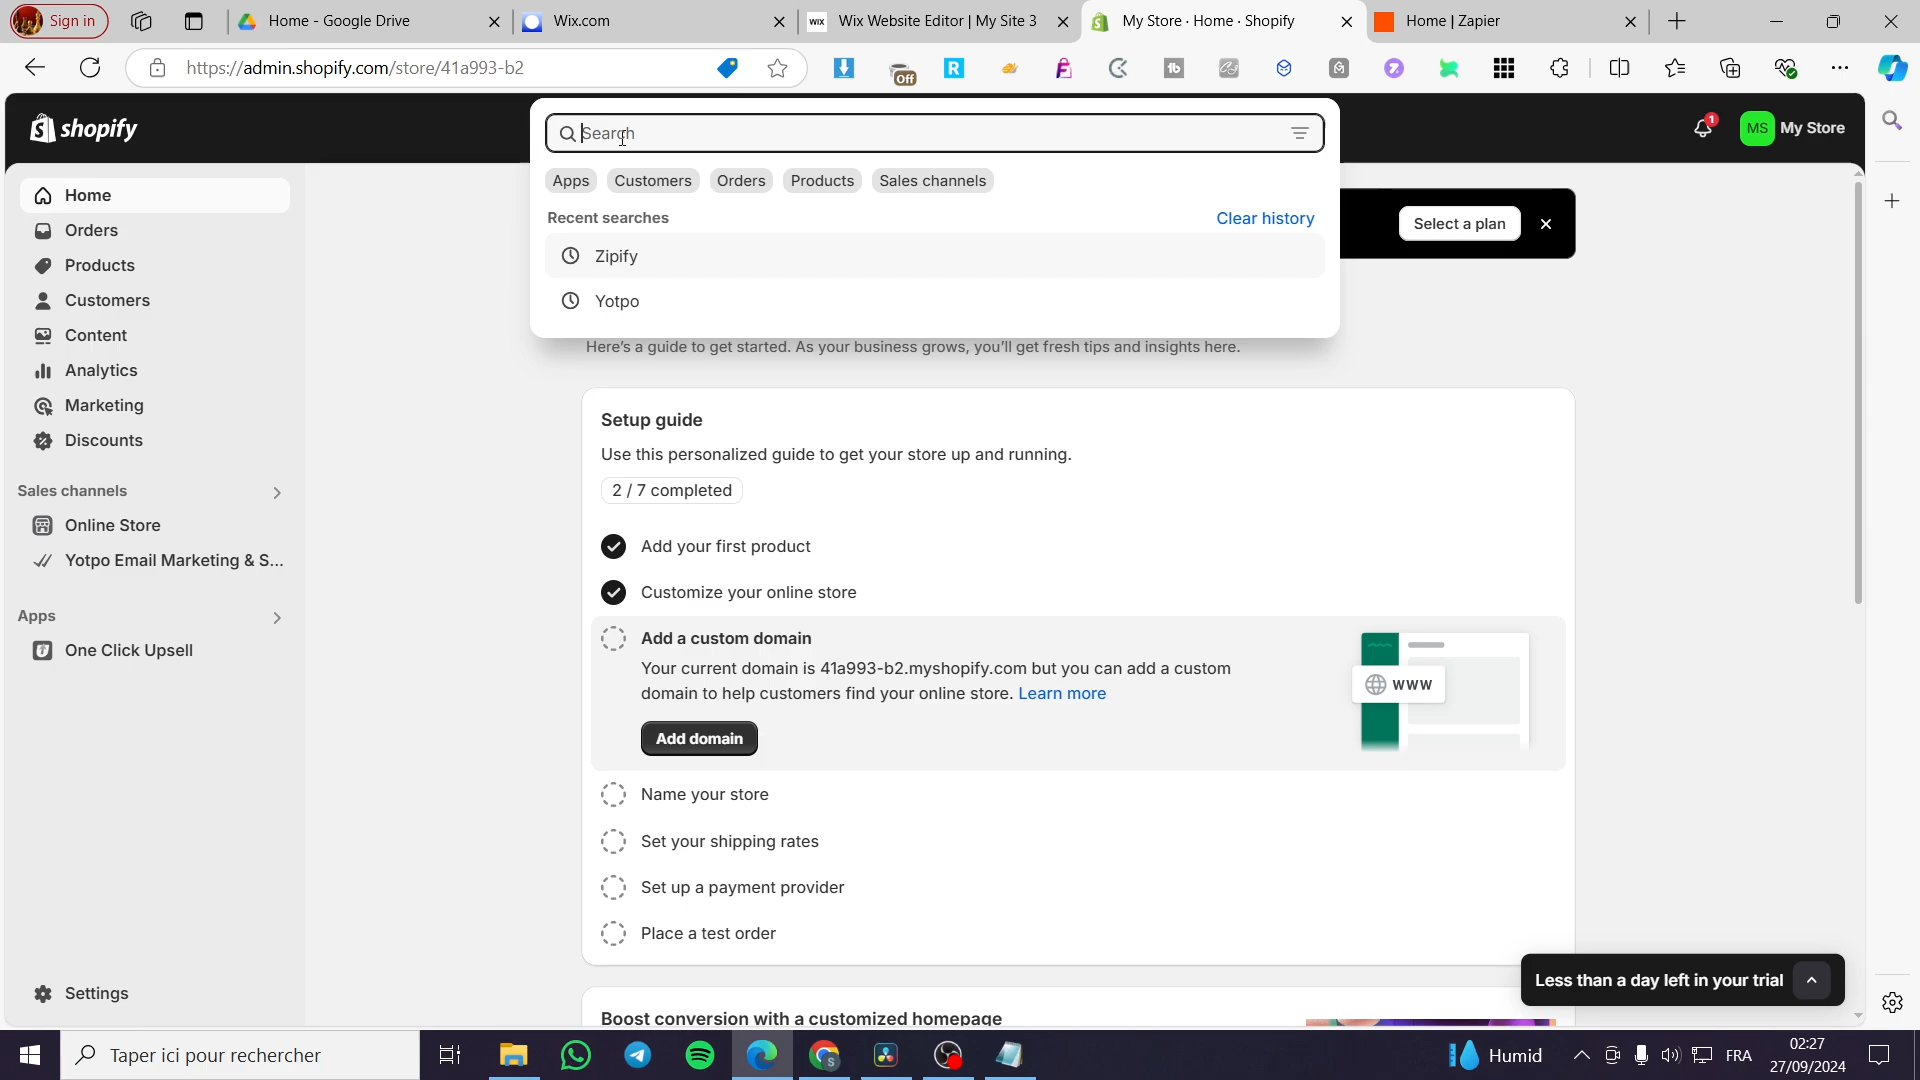 Sign in
Home - Google Drive
Wix.com
WIX Wix Website Editor | My Site 3
My Store · Home · Shopify
Home | Zapier
https://admin.shopify.com/store/41a993-b2
Off
shopify
Search
1
MS My Store
Home
Orders
Products
Customers
Content
Analytics
Marketing
Discounts
Sales channels
Online Store
Yotpo Email Marketing & S...
Apps
One Click Upsell
Settings
Apps Customers Orders Products Sales channels
Recent searches Clear history
Zipify
Yotpo
Select a plan
Here's a guide to get started. As your business grows, you'll get fresh tips and insights here.
Setup guide
Use this personalized guide to get your store up and running.
2 / 7 completed
Add your first product
Customize your online store
Add a custom domain
Your current domain is 41a993-b2.myshopify.com but you can add a custom
domain to help customers find your online store. Learn more
www
Add domain
Name your store
Set your shipping rates
Set up a payment provider
Place a test order
Less than a day left in your trial
Boost conversion with a customized homepage
Taper ici pour rechercher
Humid
FRA
02:27
27/09/2024